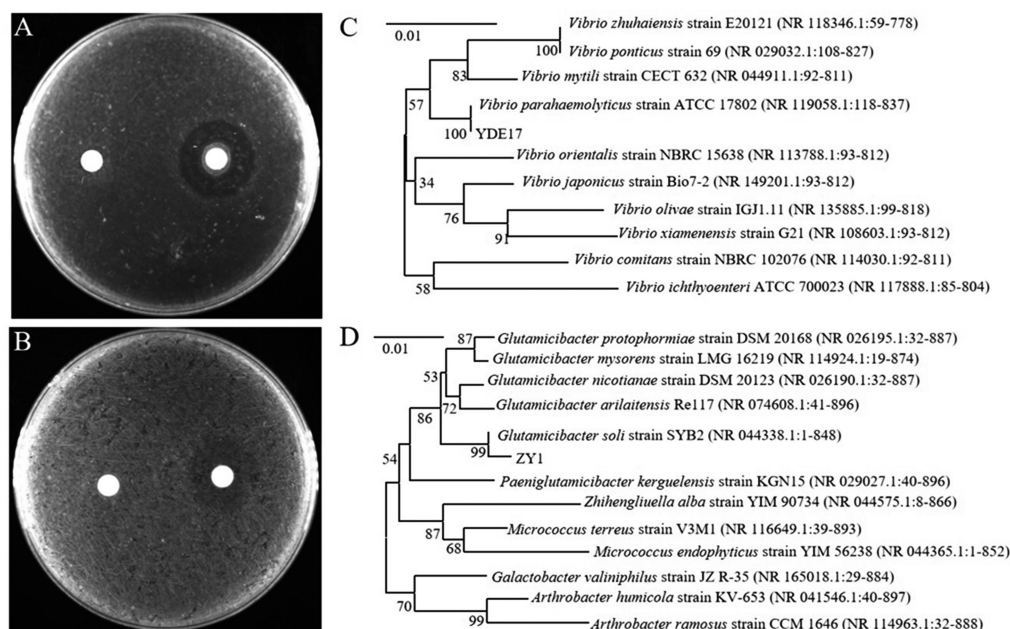 A
C
0.01
Vibrio zhuhaiensis strain E20121 (NR 118346.1:59-778)
100
Vibrio ponticus strain 69 (NR 029032.1:108-827)
83
Vibrio mytili strain CECT 632 (NR 044911.1:92-811)
57
Vibrio parahaemolyticus strain ATCC 17802 (NR 119058.1:118-837)
100
YDE17
Vibrio orientalis strain NBRC 15638 (NR 113788.1:93-812)
34
Vibrio japonicus strain Bio7-2 (NR 149201.1:93-812)
76
Vibrio olivae strain IGJ1.11 (NR 135885.1:99-818)
91
Vibrio xiamenensis strain G21 (NR 108603.1:93-812)
Vibrio comitans strain NBRC 102076 (NR 114030.1:92-811)
58
Vibrio ichthyoenteri ATCC 700023 (NR 117888.1:85-804)
B
D
0.01
87
Glutamicibacter protophormiae strain DSM 20168 (NR 026195.1:32-887)
Glutamicibacter mysorens strain LMG 16219 (NR 114924.1:19-874)
53
Glutamicibacter nicotianae strain DSM 20123 (NR 026190.1:32-887)
72
Glutamicibacter arilaitensis Re117 (NR 074608.1:41-896)
86
Glutamicibacter soli strain SYB2 (NR 044338.1:1-848)
99
ZY1
54
Paeniglutamicibacter kerguelensis strain KGN15 (NR 029027.1:40-896)
Zhihengliuella alba strain YIM 90734 (NR 044575.1:8-866)
87
Micrococcus terreus strain V3M1 (NR 116649.1:39-893)
68
Micrococcus endophyticus strain YIM 56238 (NR 044365.1:1-852)
Galactobacter valiniphilus strain JZ R-35 (NR 165018.1:29-884)
70
Arthrobacter humicola strain KV-653 (NR 041546.1:40-897)
99
Arthrobacter ramosus strain CCM 1646 (NR 114963.1:32-888)